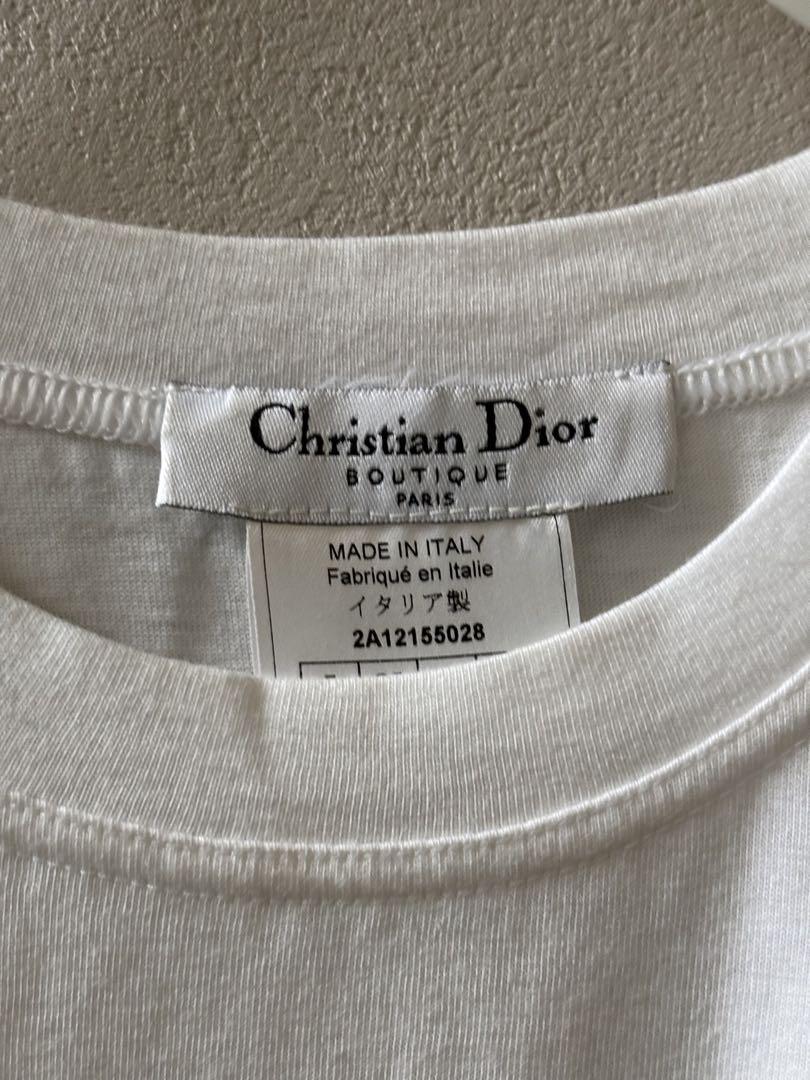 Christian Dior
BOUTIQUE
PARIS
MADE IN ITALY
Fabriqué en Italie
イタリア製
2A12155028